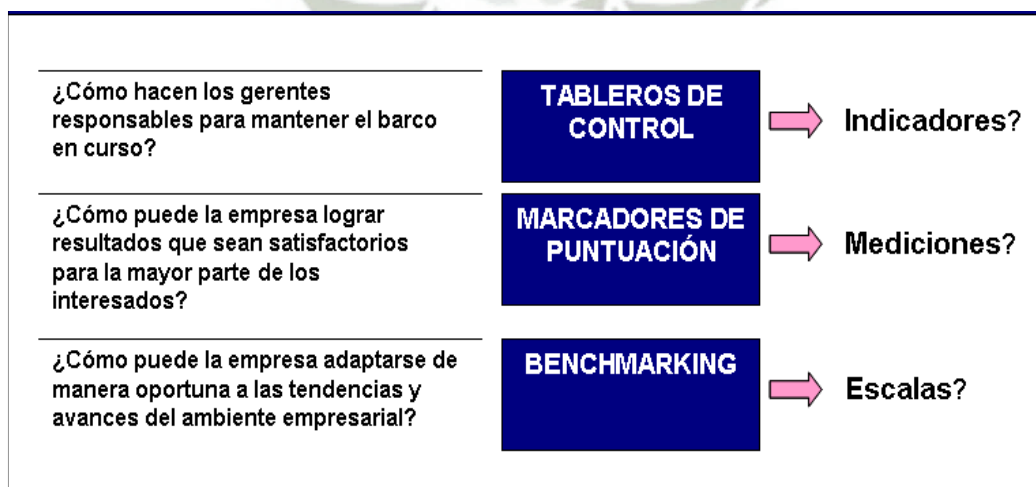 ¿Cómo hacen los gerentes
responsables para mantener el barco
en curso?
TABLEROS DE
CONTROL
Indicadores?
¿Cómo puede la empresa lograr
resultados que sean satisfactorios
para la mayor parte de los
interesados?
MARCADORES DE
PUNTUACIÓN
Mediciones?
¿Cómo puede la empresa adaptarse de
manera oportuna a las tendencias y
avances del ambiente empresarial?
BENCHMARKING
Escalas?